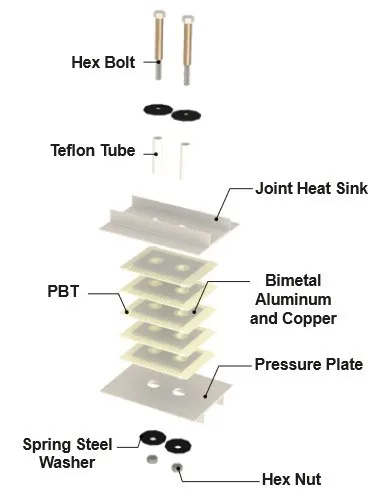 Hex Bolt
Teflon Tube
Joint Heat Sink
PBT
Bimetal
Aluminum
and Copper
Pressure Plate
Spring Steel
Washer
Hex Nut